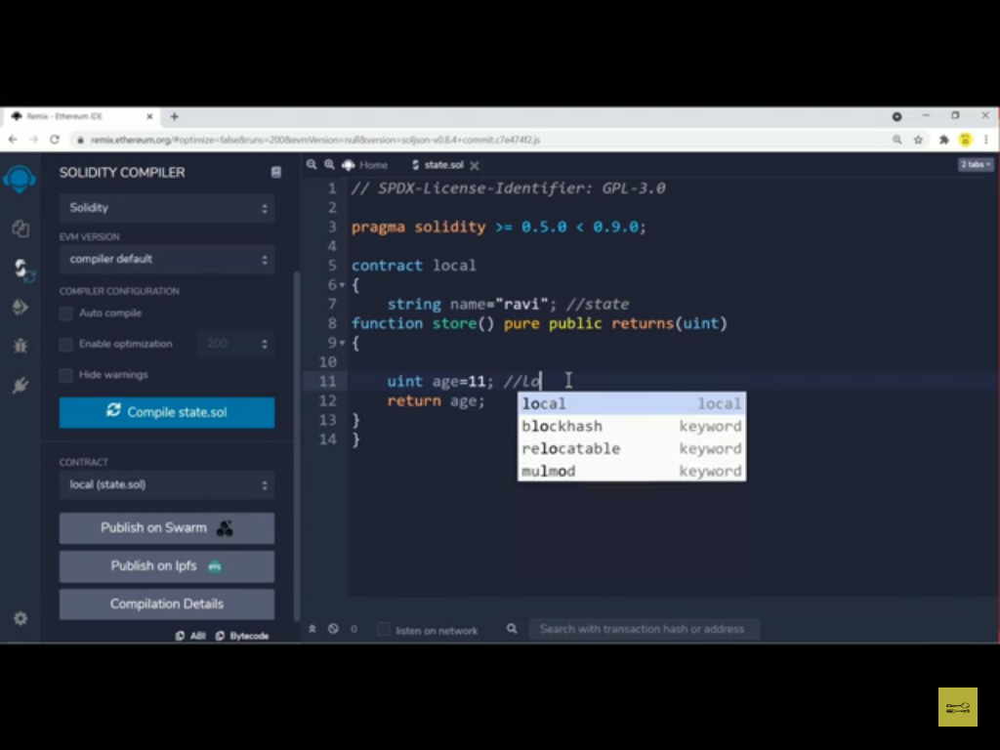 Remix - Ethereum IDE
remix.ethereum.org/#optimize=false&runs=200&evmVersion=null&version=soljson-v0.8.4+commit.c7e474f2.js
SOLIDITY COMPILER
Home
state.sol
2 tabs
Solidity
EVM VERSION
compiler default
COMPILER CONFIGURATION
Auto compile
Enable optimization
200
Hide warnings
Compile state.sol
CONTRACT
local (state.sol)
Publish on Swarm
Publish on Ipfs
Compilation Details
ABI
Bytecode
1 // SPDX-License-Identifier: GPL-3.0
2
3 pragma solidity >= 0.5.0 < 0.9.0;
4
5 contract local
6 {
7 string name="ravi"; //state
8 function store() pure public returns(uint)
9 {
10
11 uint age=11; //lo
12 return age;
13 }
14 }
local local
blockhash keyword
relocatable keyword
mulmod keyword
0
listen on network
Search with transaction hash or address